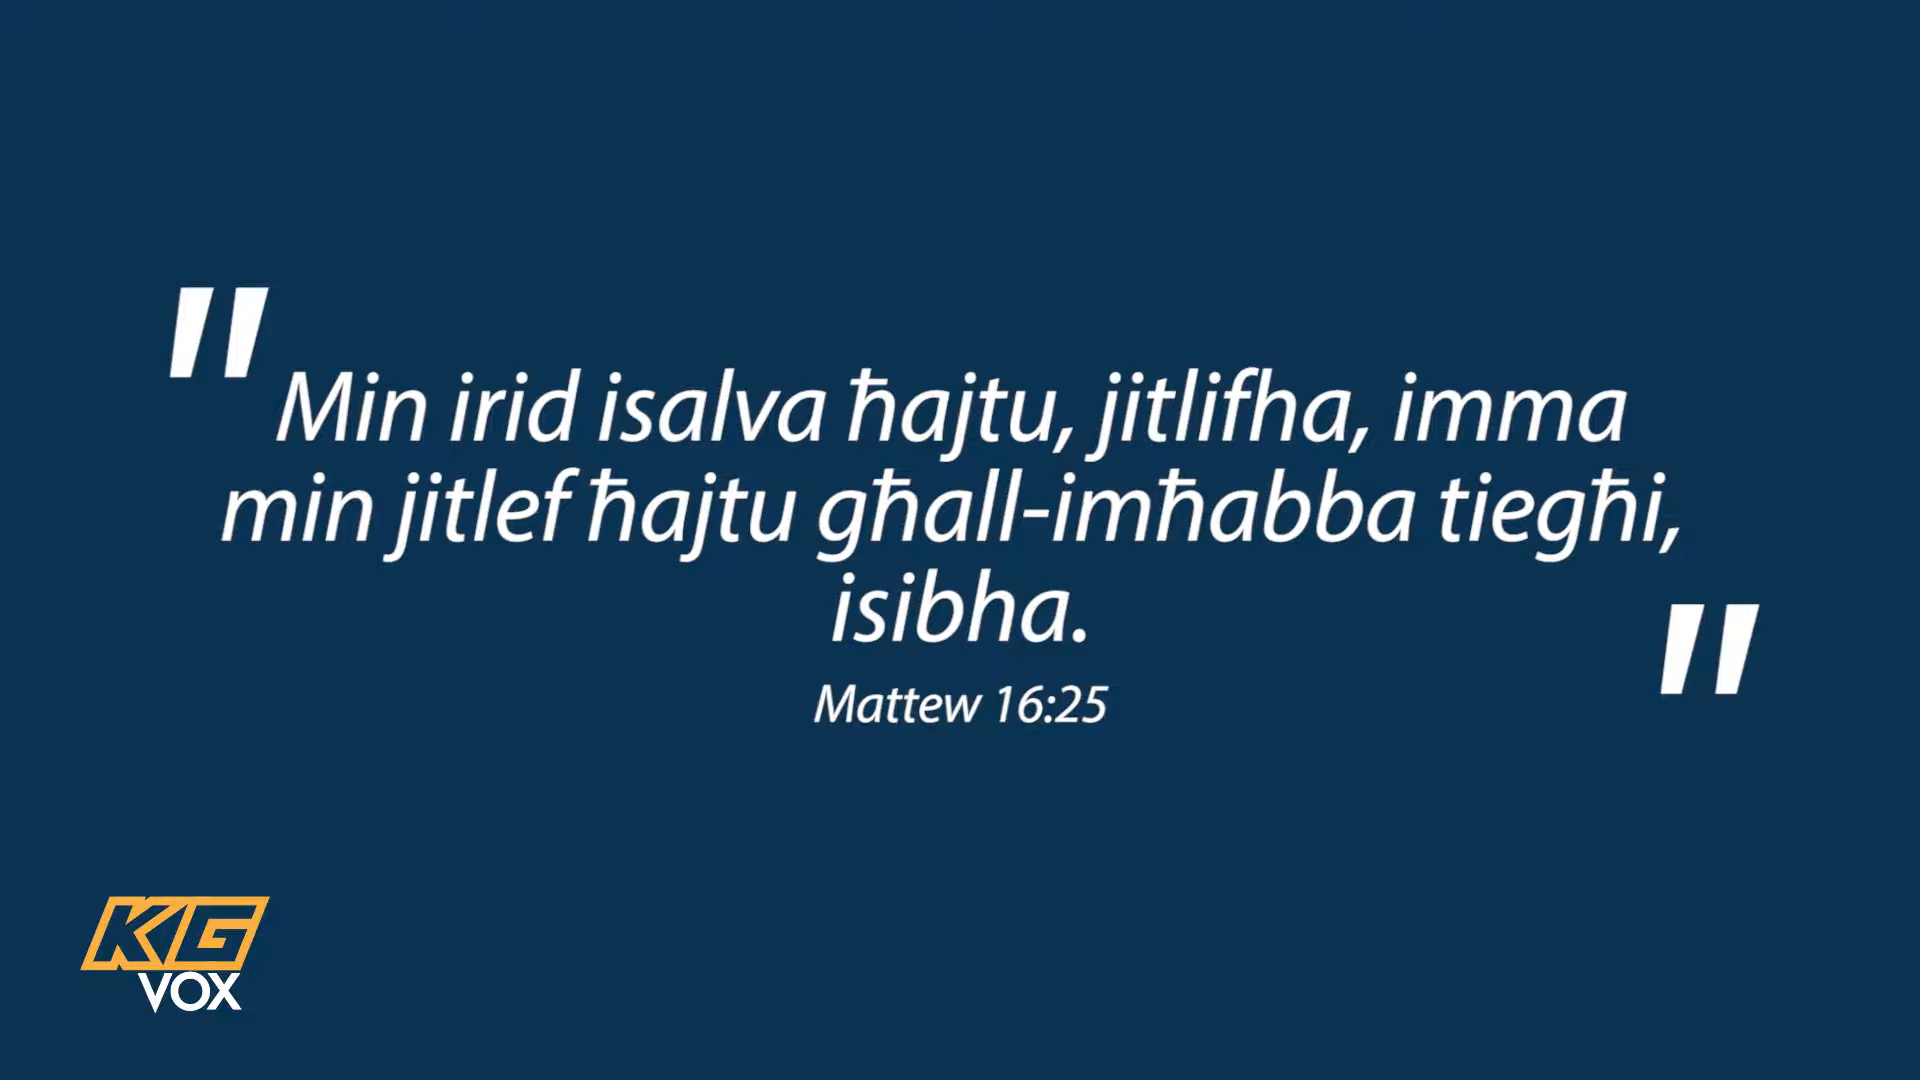 "Min irid isalva ħajtu, jitlifha, imma
min jitlef ħajtu għall-imħabba tiegħi,
isibha."
Mattew 16:25
KG
VOX